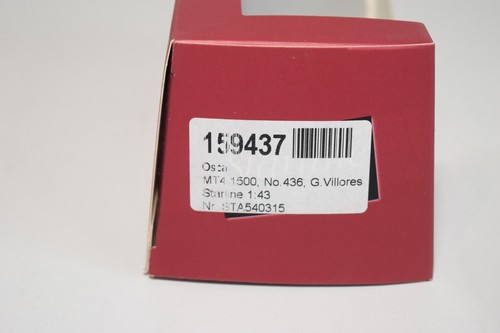 159437
Osca
MT4 1500, No.436, G.Villores
Starline 1:43
Nr. STA540315